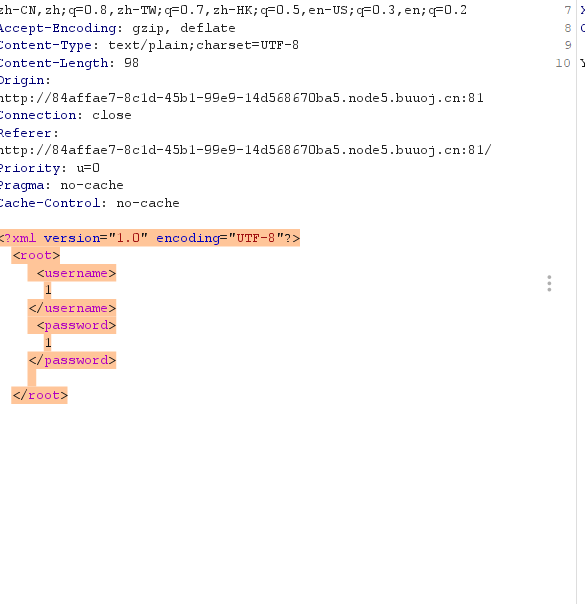 zh-CN,zh;q=0.8,zh-TW;q=0.7,zh-HK;q=0.5,en-US;q=0.3,en;q=0.2
Accept-Encoding: gzip, deflate
Content-Type: text/plain;charset=UTF-8
Content-Length: 98
Origin:
http://84affae7-8c1d-45b1-99e9-14d568670ba5.node5.buuoj.cn:81
Connection: close
Referer:
http://84affae7-8c1d-45b1-99e9-14d568670ba5.node5.buuoj.cn:81/
Priority: u=0
Pragma: no-cache
Cache-Control: no-cache
<?xml version="1.0" encoding="UTF-8"?>
<root>
<username>
1
</username>
<password>
1
</password>
</root>
7
8
9
10